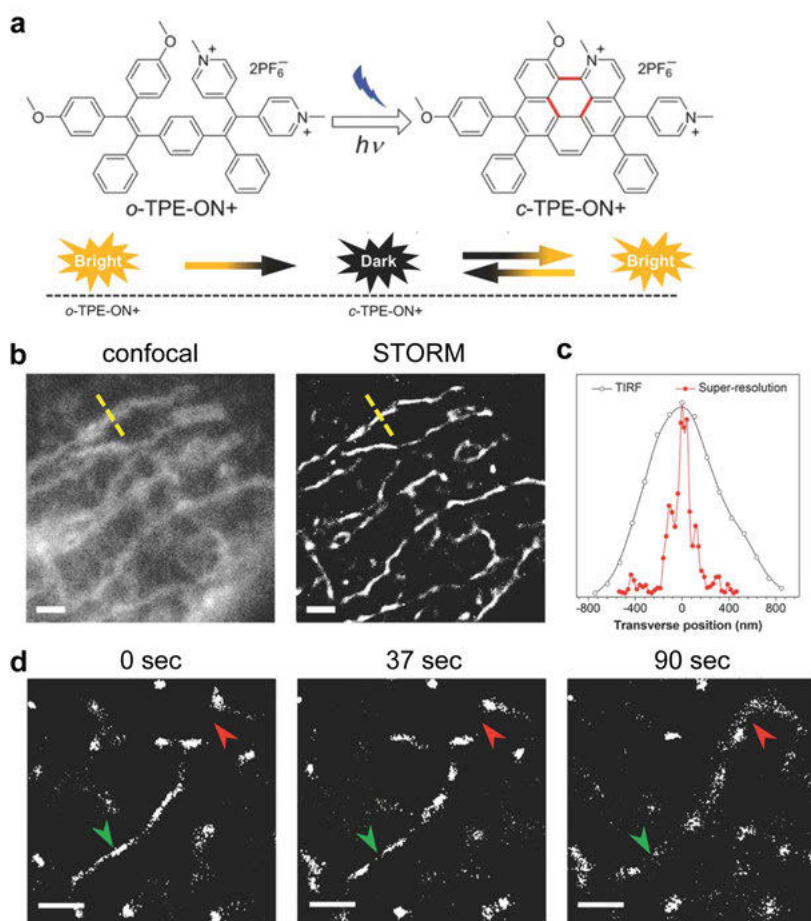 a
2PF6−
hν
2PF6−
o-TPE-ON+
c-TPE-ON+
Bright
Dark
Bright
o-TPE-ON+
c-TPE-ON+
b
confocal
STORM
c
TIRF
Super-resolution
-800
-400
0
400
800
Transverse position (nm)
d
0 sec
37 sec
90 sec